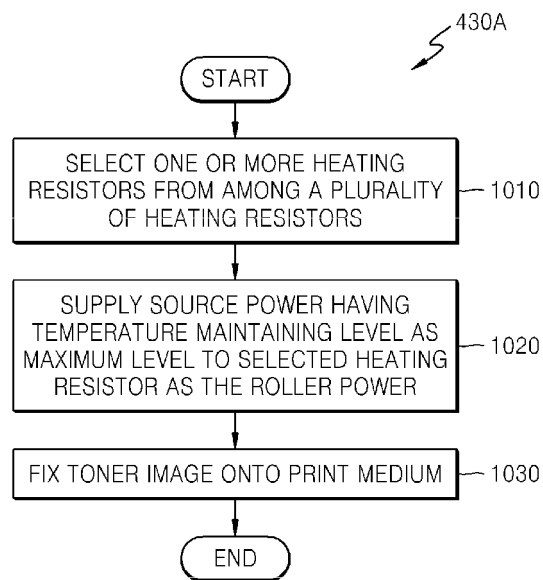 430A
START
SELECT ONE OR MORE HEATING
RESISTORS FROM AMONG A PLURALITY
OF HEATING RESISTORS
1010
SUPPLY SOURCE POWER HAVING
TEMPERATURE MAINTAINING LEVEL AS
MAXIMUM LEVEL TO SELECTED HEATING
RESISTOR AS THE ROLLER POWER
1020
FIX TONER IMAGE ONTO PRINT MEDIUM
1030
END